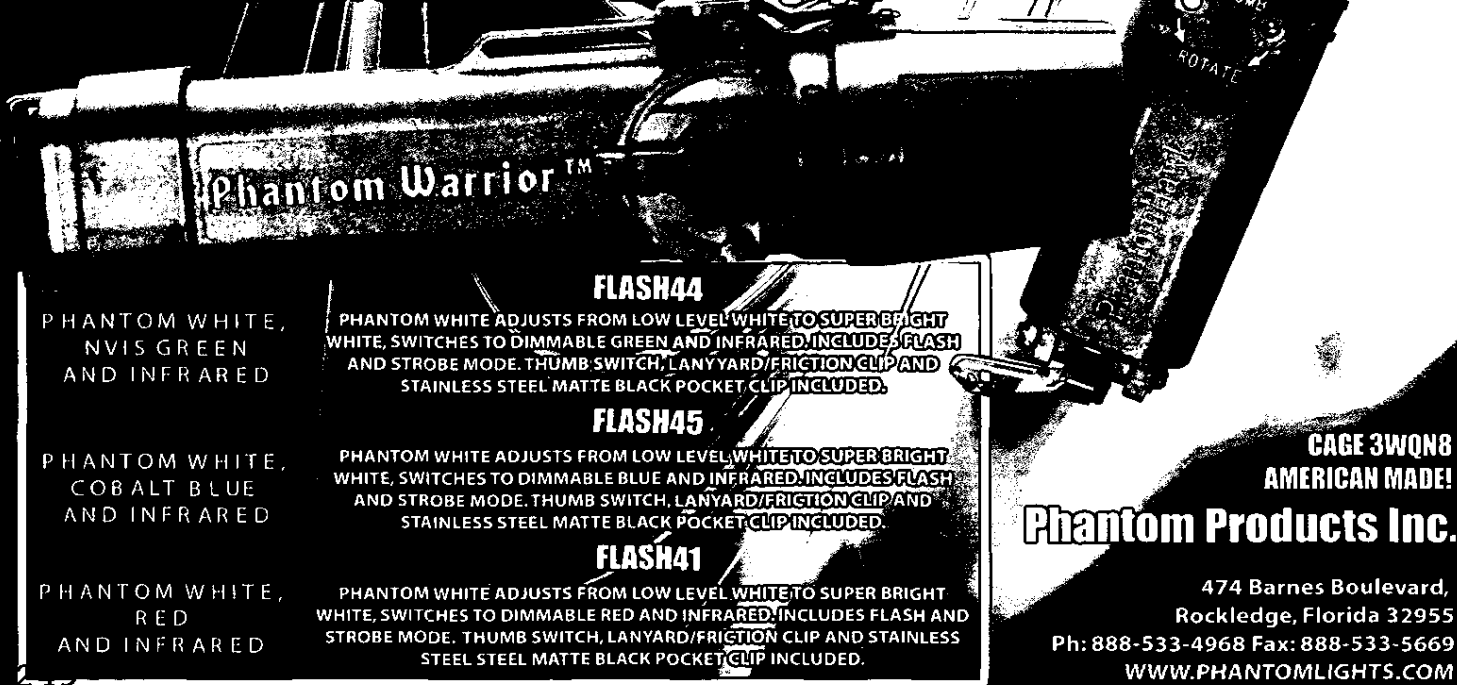 ROTATE
Phantom Warrior™
PhantomHawk
FLASH44
PHANTOM WHITE,
NVIS GREEN
AND INFRARED
PHANTOM WHITE ADJUSTS FROM LOW LEVEL WHITE TO SUPER BRIGHT
WHITE, SWITCHES TO DIMMABLE GREEN AND INFRARED. INCLUDES FLASH
AND STROBE MODE. THUMB SWITCH, LANYYARD/FRICTION CLIP AND
STAINLESS STEEL MATTE BLACK POCKET CLIP INCLUDED.
FLASH45
PHANTOM WHITE,
COBALT BLUE
AND INFRARED
PHANTOM WHITE ADJUSTS FROM LOW LEVEL WHITE TO SUPER BRIGHT
WHITE, SWITCHES TO DIMMABLE BLUE AND INFRARED. INCLUDES FLASH
AND STROBE MODE. THUMB SWITCH, LANYARD/FRICTION CLIP AND
STAINLESS STEEL MATTE BLACK POCKET CLIP INCLUDED.
FLASH41
PHANTOM WHITE,
RED
AND INFRARED
PHANTOM WHITE ADJUSTS FROM LOW LEVEL WHITE TO SUPER BRIGHT
WHITE, SWITCHES TO DIMMABLE RED AND INFRARED. INCLUDES FLASH AND
STROBE MODE. THUMB SWITCH, LANYARD/FRICTION CLIP AND STAINLESS
STEEL STEEL MATTE BLACK POCKET CLIP INCLUDED.
CAGE 3WQN8
AMERICAN MADE!
Phantom Products Inc.
474 Barnes Boulevard,
Rockledge, Florida 32955
Ph: 888-533-4968 Fax: 888-533-5669
WWW.PHANTOMLIGHTS.COM